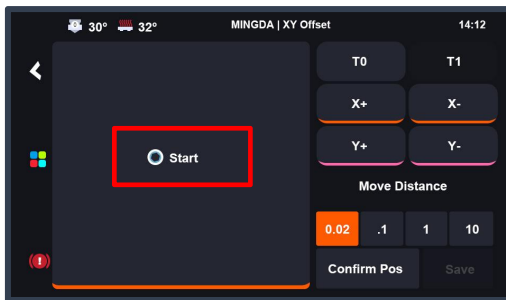 30° 32° MINGDA | XY Offset 14:12
T0 T1
X+ X-
Start
Y+ Y-
Move Distance
0.02 .1 1 10
Confirm Pos Save